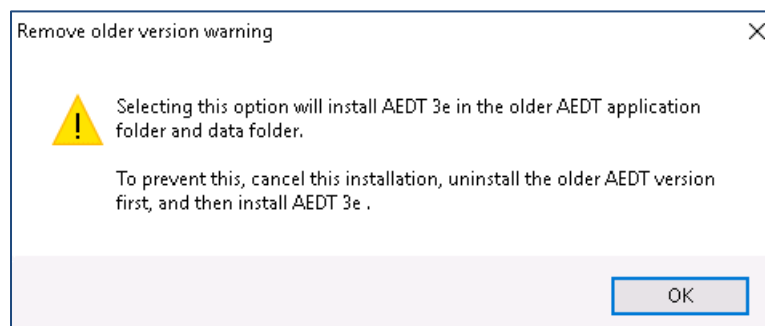 Remove older version warning
Selecting this option will install AEDT 3e in the older AEDT application
folder and data folder.
To prevent this, cancel this installation, uninstall the older AEDT version
first, and then install AEDT 3e .
OK